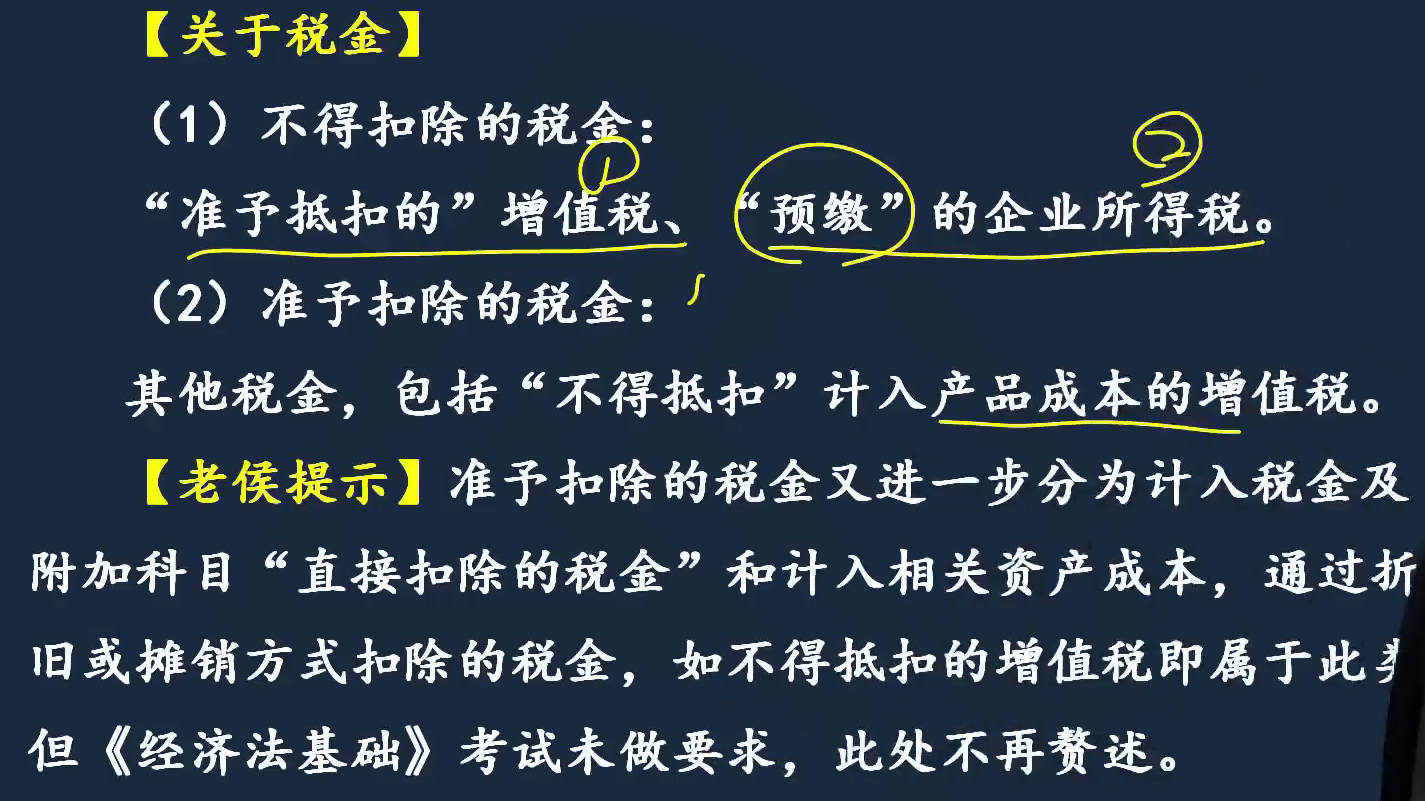 【关于税金】
（1）不得扣除的税金：
①
②
“准予抵扣的”增值税、“预缴”的企业所得税。
（2）准予扣除的税金：
其他税金，包括“不得抵扣”计入产品成本的增值税。
【老侯提示】准予扣除的税金又进一步分为计入税金及
附加科目“直接扣除的税金”和计入相关资产成本，通过折
旧或摊销方式扣除的税金，如不得抵扣的增值税即属于此
但《经济法基础》考试未做要求，此处不再赘述。